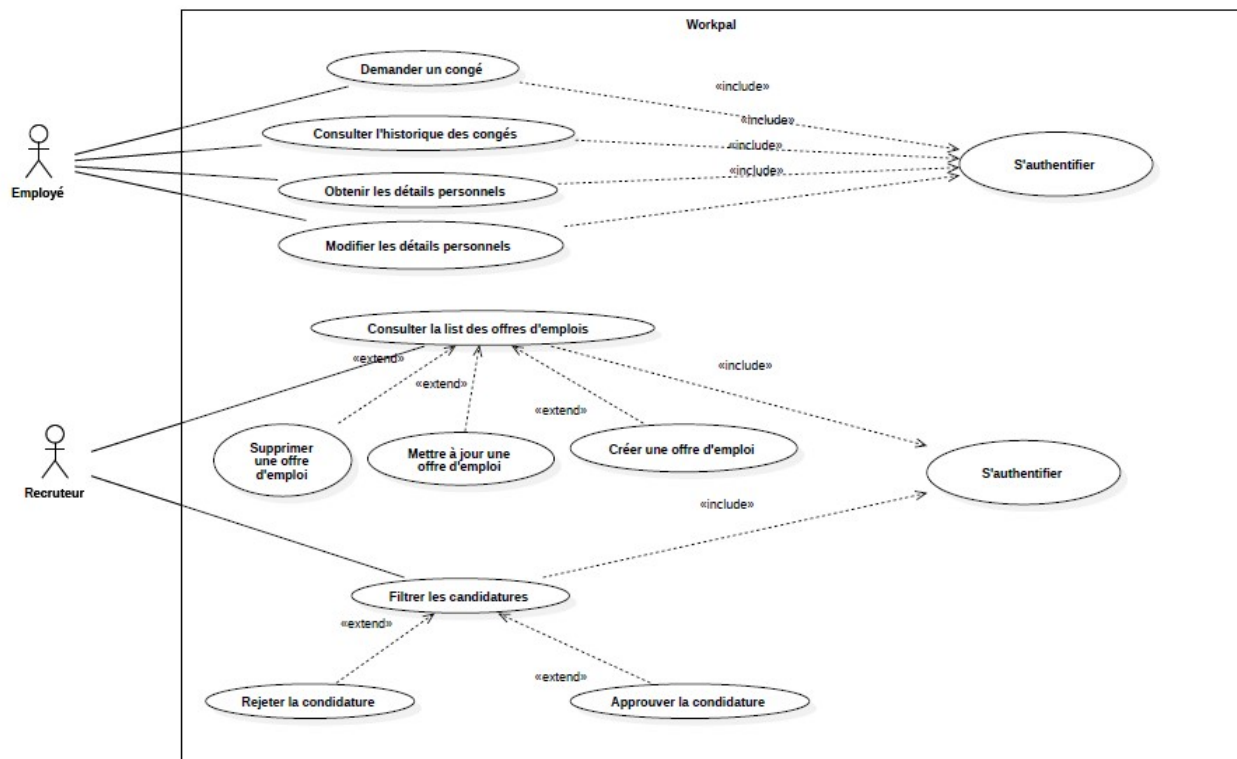 Workpal
Demander un congé
«include»
«include»
Consulter l'historique des congés
«include»
S'authentifier
«include»
Employé
Obtenir les détails personnels
Modifier les détails personnels
Consulter la list des offres d'emplois
«extend»
«include»
«extend»
«extend»
Supprimer
une offre
d'emploi
Mettre à jour une
offre d'emploi
Créer une offre d'emploi
S'authentifier
Recruteur
«include»
Filtrer les candidatures
«extend»
«extend»
Rejeter la condidature
Approuver la condidature